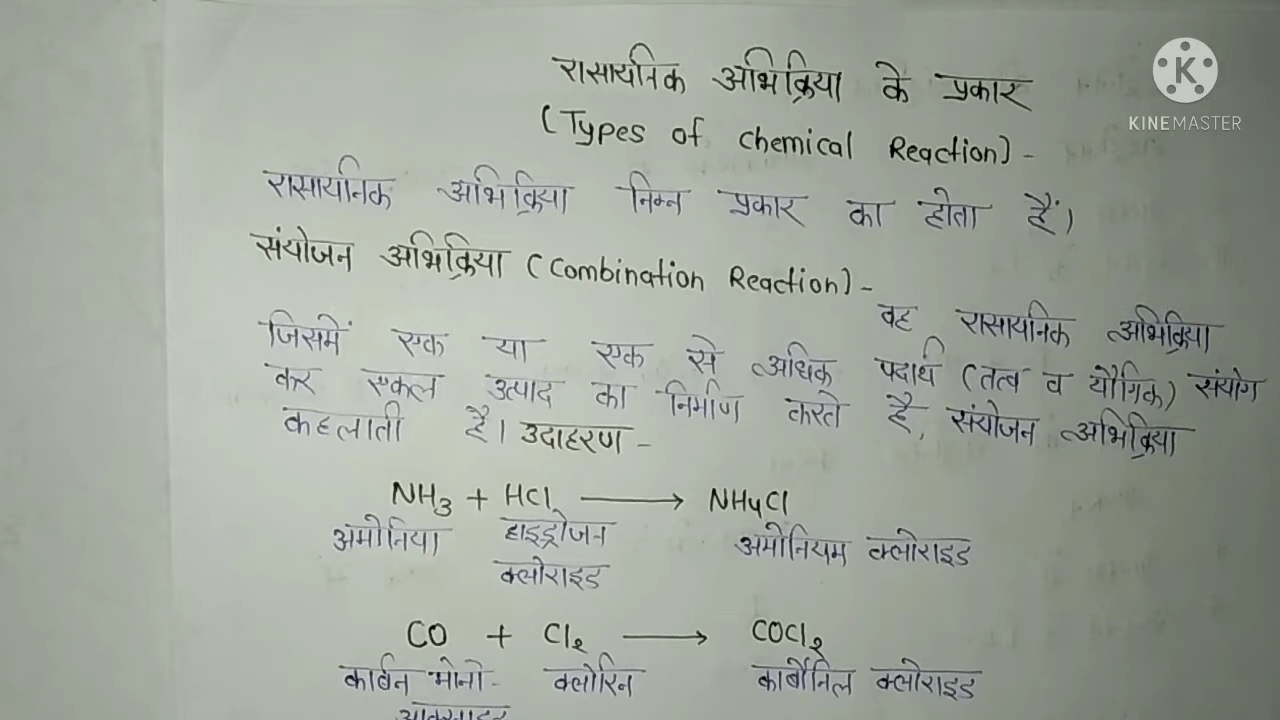 रासायनिक अभिक्रिया के प्रकार
(Types of chemical Reaction) -
रासायनिक अभिक्रिया निम्न प्रकार का होता हैं।
संयोजन अभिक्रिया (Combination Reaction) -
वह रासायनिक अभिक्रिया
जिसमें एक या एक से अधिक पदार्थ (तत्व व यौगिक) संयोग
कर एकल उत्पाद का निर्माण करते है, संयोजन अभिक्रिया
कहलाती है। उदाहरण -
NH₃ + HCl ⟶ NH₄Cl
अमोनिया हाइड्रोजन अमोनियम क्लोराइड
क्लोराइड
CO + Cl₂ ⟶ COCl₂
कार्बन मोनो- क्लोरिन कार्बोनिल क्लोराइड
KINEMASTER